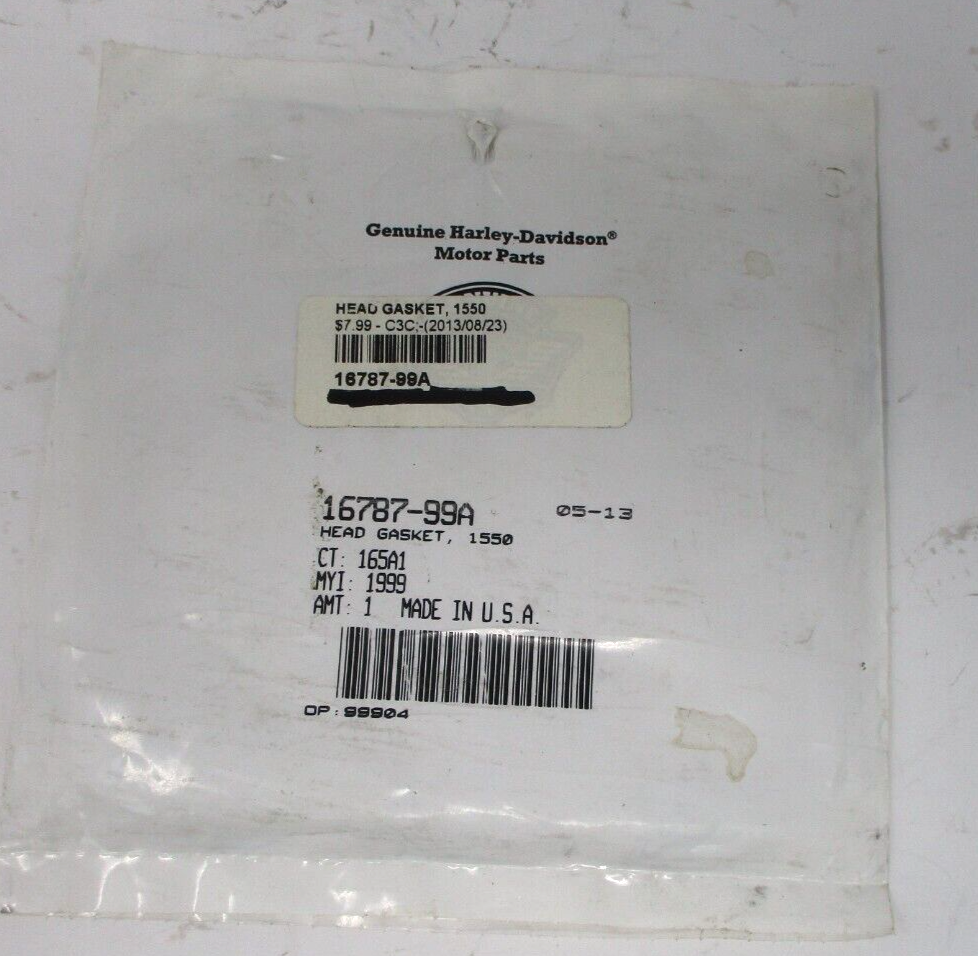 Genuine Harley-Davidson®
Motor Parts
HEAD GASKET, 1550
$7.99 - C3C;-(2013/08/23)
16787-99A
16787-99A 05-13
HEAD GASKET, 1550
CT: 165A1
MYI: 1999
AMT: 1 MADE IN U.S.A.
OP:99904